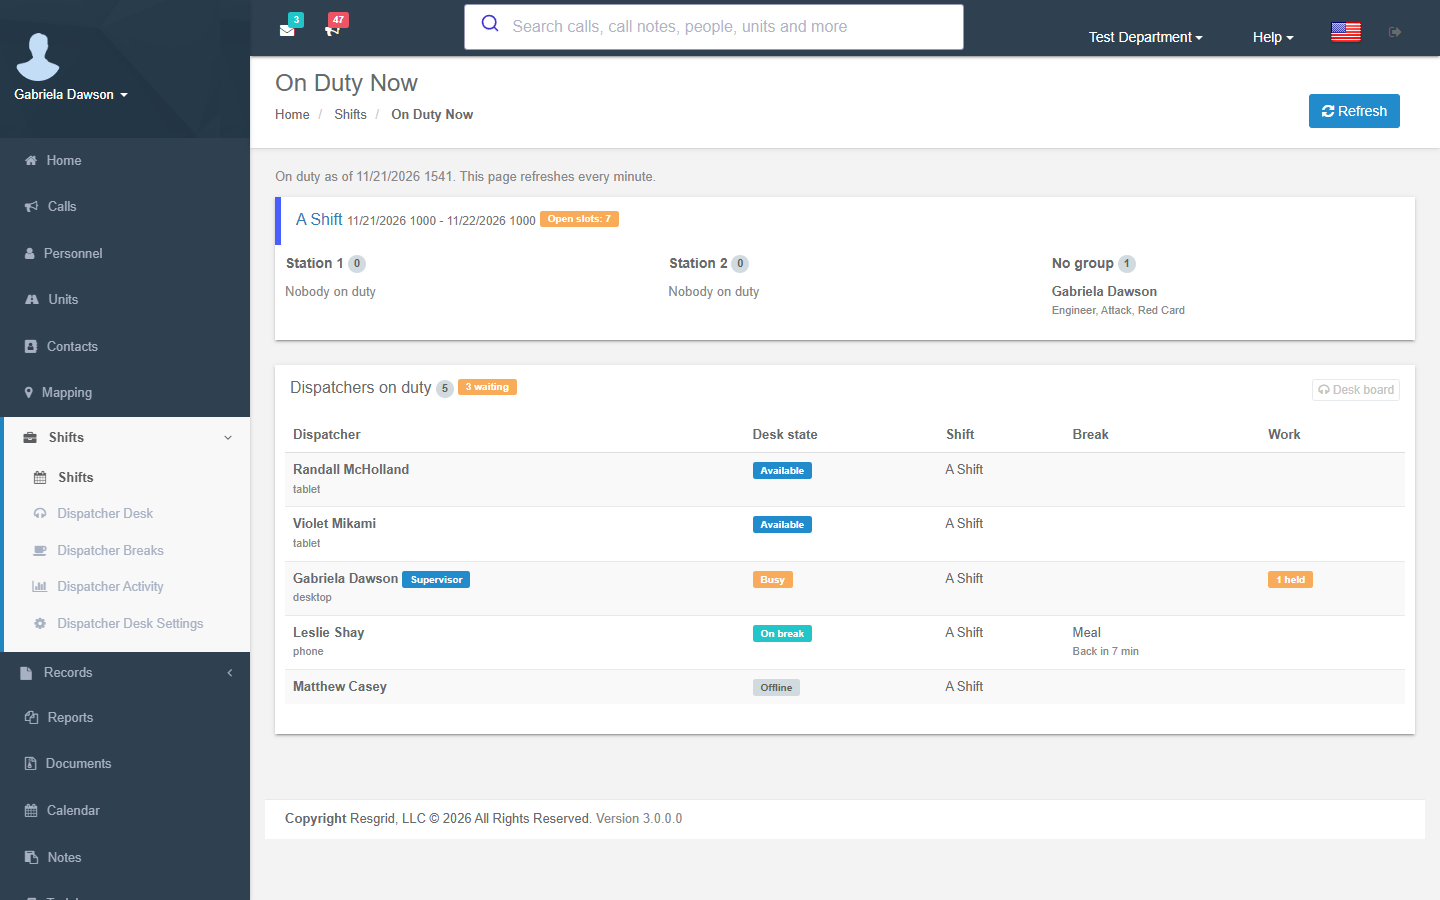 3
47
Search calls, call notes, people, units and more
Test Department
Help
Gabriela Dawson
Home
Calls
Personnel
Units
Contacts
Mapping
Shifts
Shifts
Dispatcher Desk
Dispatcher Breaks
Dispatcher Activity
Dispatcher Desk Settings
Records
Reports
Documents
Calendar
Notes
On Duty Now
Home / Shifts / On Duty Now
Refresh
On duty as of 11/21/2026 1541. This page refreshes every minute.
A Shift 11/21/2026 1000 - 11/22/2026 1000 Open slots: 7
Station 1 0
Nobody on duty
Station 2 0
Nobody on duty
No group 1
Gabriela Dawson
Engineer, Attack, Red Card
Dispatchers on duty 5 3 waiting
Desk board
Dispatcher Desk state Shift Break Work
Randall McHolland Available A Shift
tablet
Violet Mikami Available A Shift
tablet
Gabriela Dawson Supervisor Busy A Shift 1 held
desktop
Leslie Shay On break A Shift Meal
phone Back in 7 min
Matthew Casey Offline A Shift
Copyright Resgrid, LLC © 2026 All Rights Reserved. Version 3.0.0.0